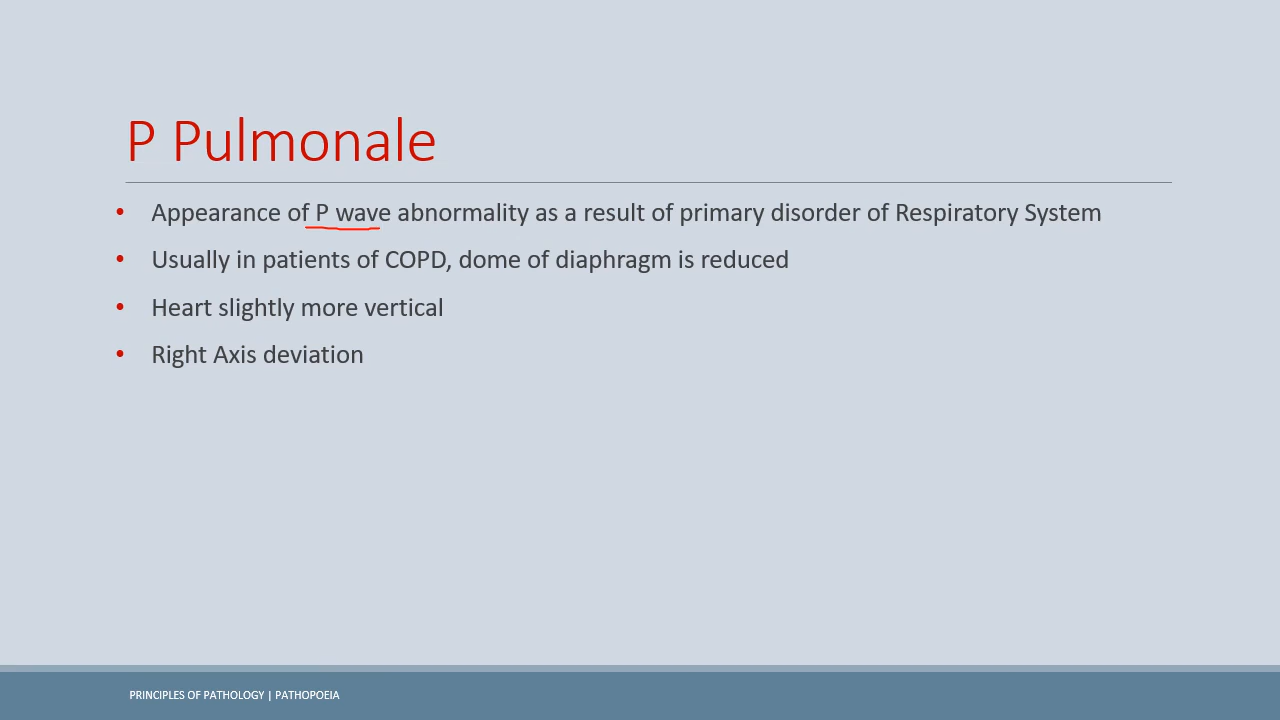 P Pulmonale
• Appearance of P wave abnormality as a result of primary disorder of Respiratory System
• Usually in patients of COPD, dome of diaphragm is reduced
• Heart slightly more vertical
• Right Axis deviation
PRINCIPLES OF PATHOLOGY | PATHOPOEIA